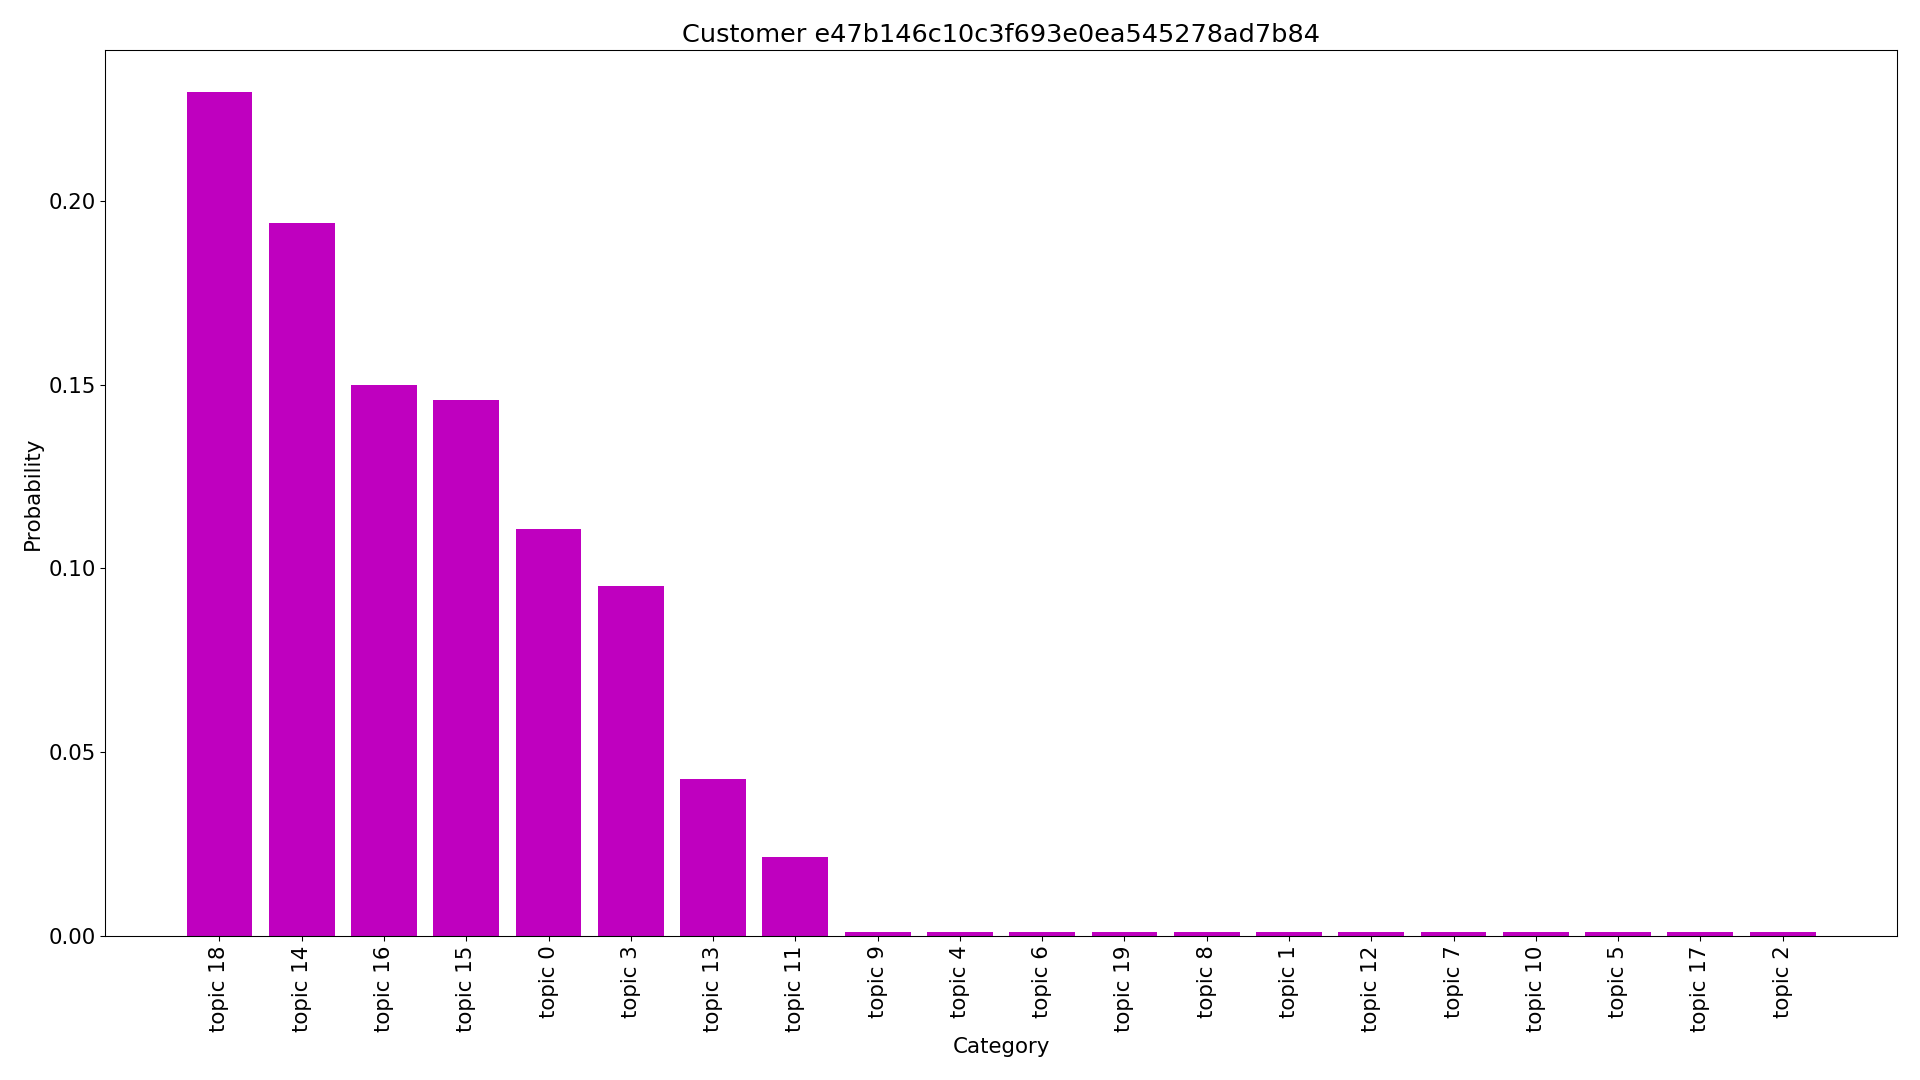 Customer e47b146c10c3f693e0ea545278ad7b84
Probability
0.20
0.15
0.10
0.05
0.00
topic 18
topic 14
topic 16
topic 15
topic 0
topic 3
topic 13
topic 11
topic 9
topic 4
topic 6
topic 19
topic 8
topic 1
topic 12
topic 7
topic 10
topic 5
topic 17
topic 2
Category